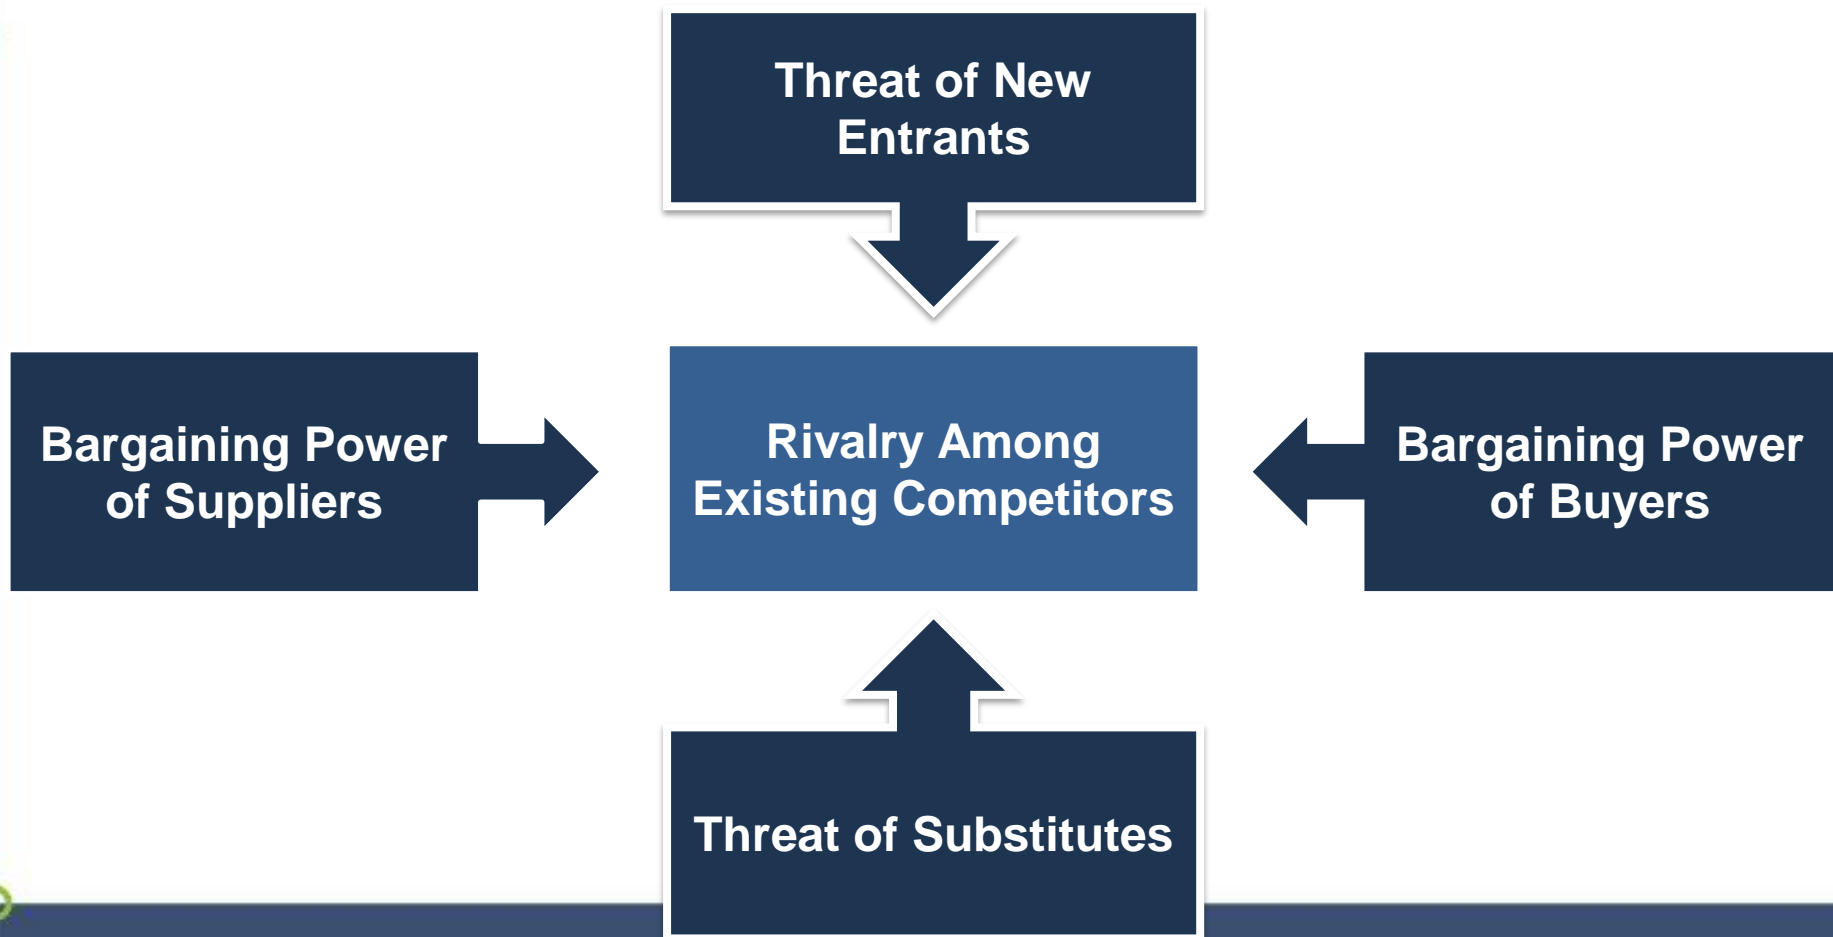 Threat of New
Entrants
Bargaining Power
of Suppliers
Rivalry Among
Existing Competitors
Bargaining Power
of Buyers
Threat of Substitutes